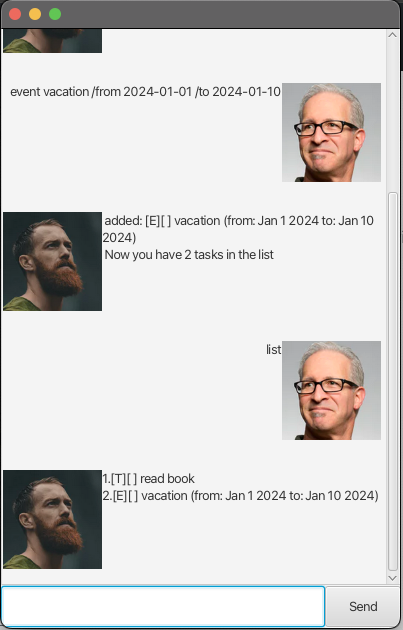 event vacation /from 2024-01-01 /to 2024-01-10
added: [E][ ] vacation (from: Jan 1 2024 to: Jan 10
2024)
Now you have 2 tasks in the list
list
1.[T][ ] read book
2.[E][ ] vacation (from: Jan 1 2024 to: Jan 10 2024)
Send